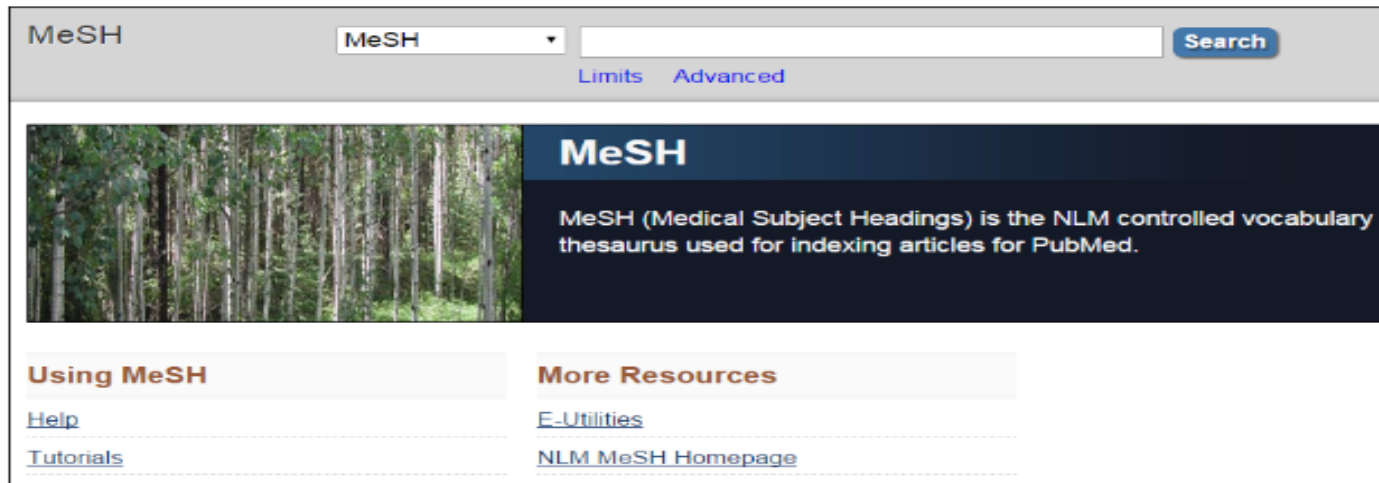 MeSH
MeSH
Search
Limits Advanced
MeSH
MeSH (Medical Subject Headings) is the NLM controlled vocabulary
thesaurus used for indexing articles for PubMed.
Using MeSH
More Resources
Help
E-Utilities
Tutorials
NLM MeSH Homepage